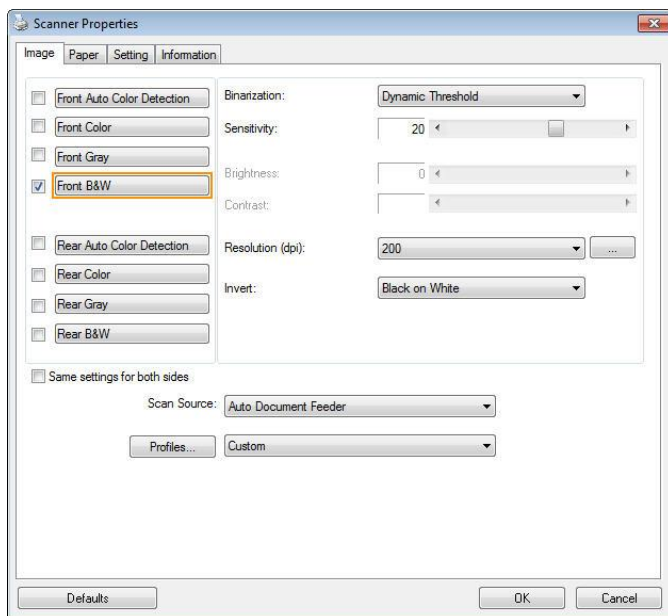 Scanner Properties
Image Paper Setting Information
Front Auto Color Detection
Front Color
Front Gray
Front B&W
Rear Auto Color Detection
Rear Color
Rear Gray
Rear B&W
Binarization: Dynamic Threshold
Sensitivity: 20
Brightness: 0
Contrast:
Resolution (dpi): 200 ...
Invert: Black on White
Same settings for both sides
Scan Source: Auto Document Feeder
Profiles... Custom
Defaults OK Cancel